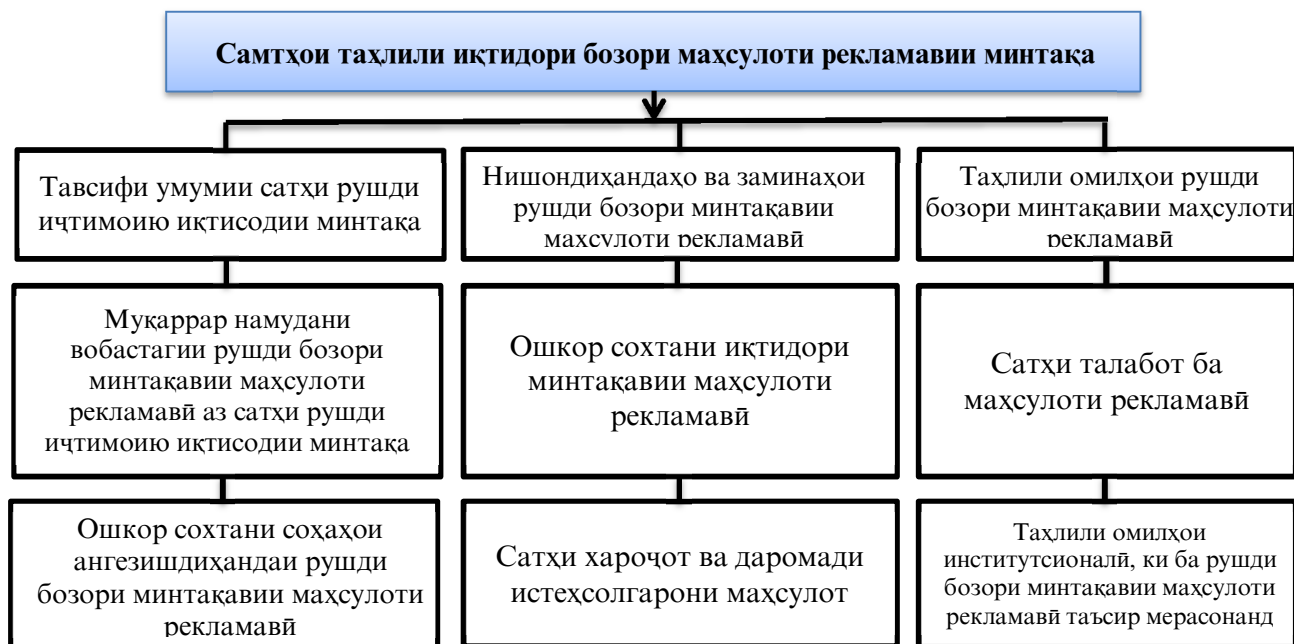 Самтҳои таҳлили иқтидори бозори маҳсулоти рекламавии минтақа
Тавсифи умумии сатҳи рушди
иҷтимоию иқтисодии минтақа
Нишондиҳандаҳо ва заминаҳои
рушди бозори минтақавии
маҳсулоти рекламавӣ
Таҳлили омилҳои рушди
бозори минтақавии маҳсулоти
рекламавӣ
Муқаррар намудани
вобастагии рушди бозори
минтақавии маҳсулоти
рекламавӣ аз сатҳи рушди
иҷтимоию иқтисодии минтақа
Ошкор сохтани иқтидори
минтақавии маҳсулоти
рекламавӣ
Сатҳи талабот ба
маҳсулоти рекламавӣ
Ошкор сохтани соҳаҳои
ангезишдиҳандаи рушди
бозори минтақавии маҳсулоти
рекламавӣ
Сатҳи хароҷот ва даромади
истеҳсолгарони маҳсулот
Таҳлили омилҳои
институтсионалӣ, ки ба рушди
бозори минтақавии маҳсулоти
рекламавӣ таъсир мерасонанд